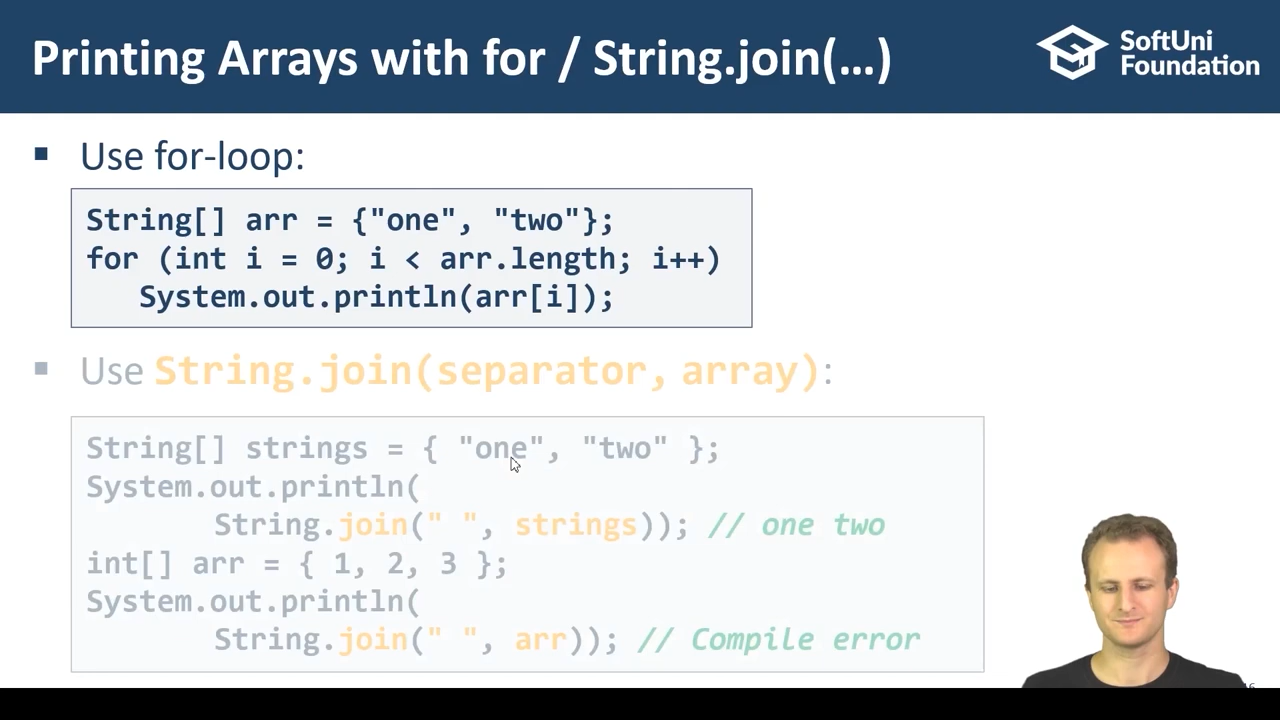 Printing Arrays with for / String.join(…)
SoftUni
Foundation
▪ Use for-loop:
String[] arr = {"one", "two"};
for (int i = 0; i < arr.length; i++)
System.out.println(arr[i]);
▪ Use String.join(separator, array):
String[] strings = { "one", "two" };
System.out.println(
String.join(" ", strings)); // one two
int[] arr = { 1, 2, 3 };
System.out.println(
String.join(" ", arr)); // Compile error